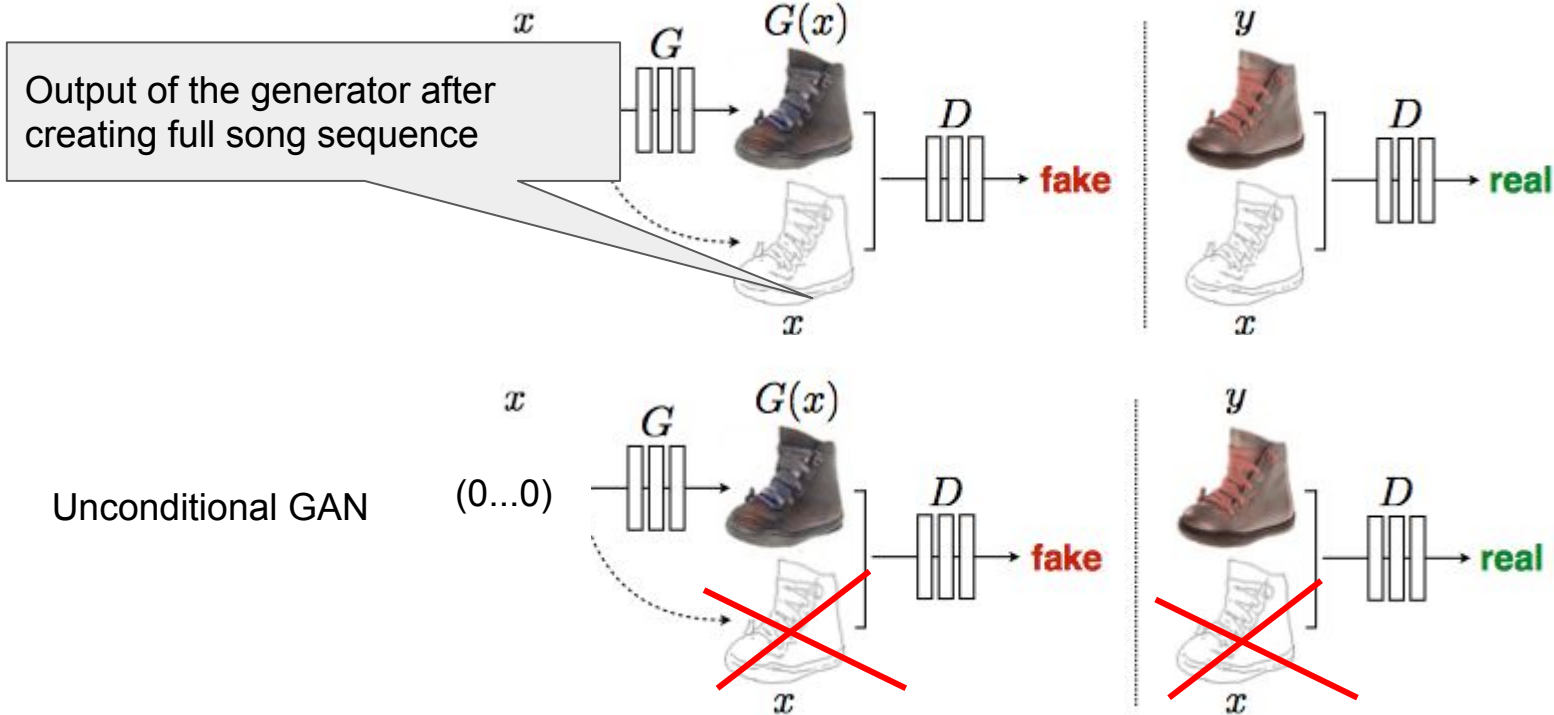 x
G
G(x)
y
Output of the generator after
creating full song sequence
D
fake
D
real
x
x
x
G
G(x)
y
Unconditional GAN
(0...0)
D
fake
D
real
x
x